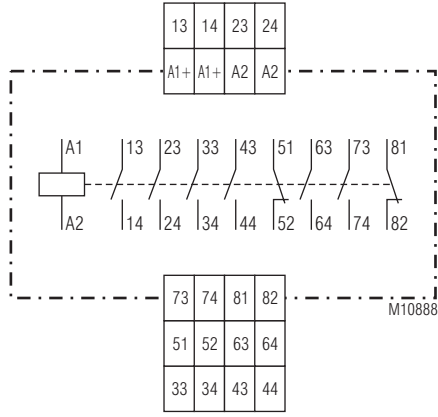 13 14 23 24
A1+ A1+ A2 A2
A1 13 23 33 43 51 63 73 81
A2 14 24 34 44 52 64 74 82
73 74 81 82
M10888
51 52 63 64
33 34 43 44